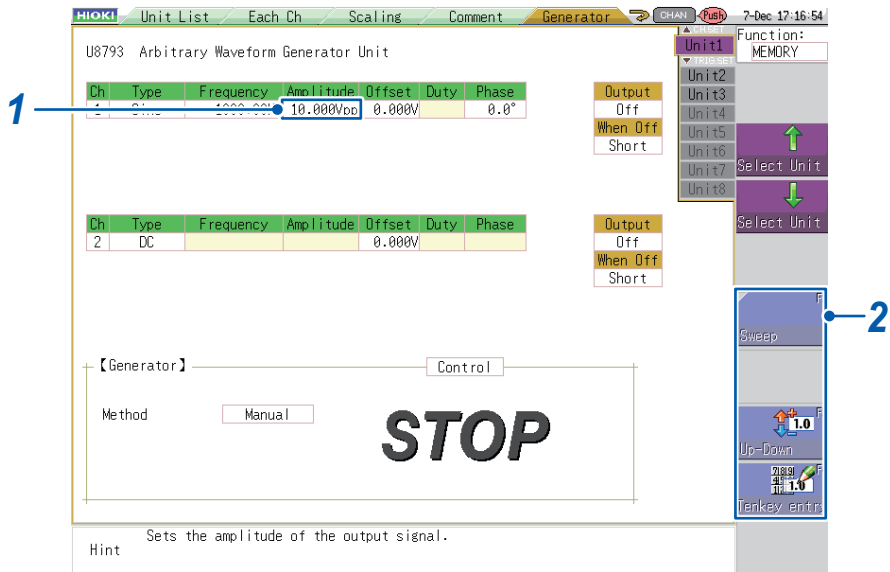 HIOKI Unit List Each Ch Scaling Comment Generator CHAN Push 7-Dec 17:16:54
▲ CH.SET
Unit1
▼ TRIG.SET
Unit2
Unit3
Unit4
Unit5
Unit6
Unit7
Unit8
Function:
MEMORY
Select Unit
Select Unit
U8793 Arbitrary Waveform Generator Unit
Ch Type Frequency Amplitude Offset Duty Phase
10.000Vpp 0.000V 0.0°
Output
Off
When Off
Short
1
Ch Type Frequency Amplitude Offset Duty Phase
2 DC 0.000V
Output
Off
When Off
Short
F
Sweep
2
【Generator】 Control
Method Manual
STOP
1.0 F
Up-Down
1.0
Tenkey entr
Sets the amplitude of the output signal.
Hint